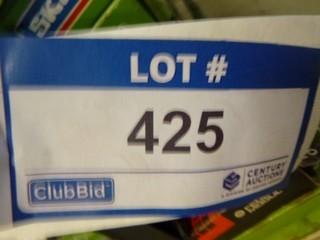 LOT #
425
ClubBid
CENTURY
AUCTIONS